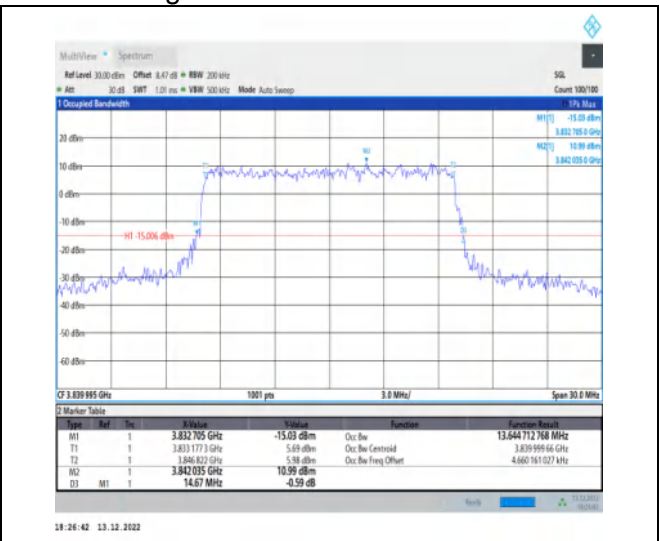 MultiView Spectrum
Ref Level 30.00 dBm Offset 8.47 dB RBW 200 kHz SGL
Att 30 dB SWT 1.01 ms VBW 500 kHz Mode Auto Sweep Count 100/100
1 Occupied Bandwidth 1Pk Max
M1[1] -15.03 dBm
3.832 705 0 GHz
20 dBm M2[1] 10.99 dBm
3.842 035 0 GHz
M2
10 dBm
0 dBm
-10 dBm
H1 -15.006 dBm
-20 dBm
-30 dBm
-40 dBm
-50 dBm
-60 dBm
CF 3.839 995 GHz 1001 pts 3.0 MHz/ Span 30.0 MHz
2 Marker Table
Type Ref Trc X-Value Y-Value Function Function Result
M1 1 3.832 705 GHz -15.03 dBm Occ Bw 13.644 712 768 MHz
T1 1 3.833 177 3 GHz 5.69 dBm Occ Bw Centroid 3.839 999 66 GHz
T2 1 3.846 822 GHz 5.98 dBm Occ Bw Freq Offset 4.660 161 027 kHz
M2 1 3.842 035 GHz 10.99 dBm
D3 M1 1 14.67 MHz -0.59 dB
Ready 13.12.2022
18:26:42 13.12.2022